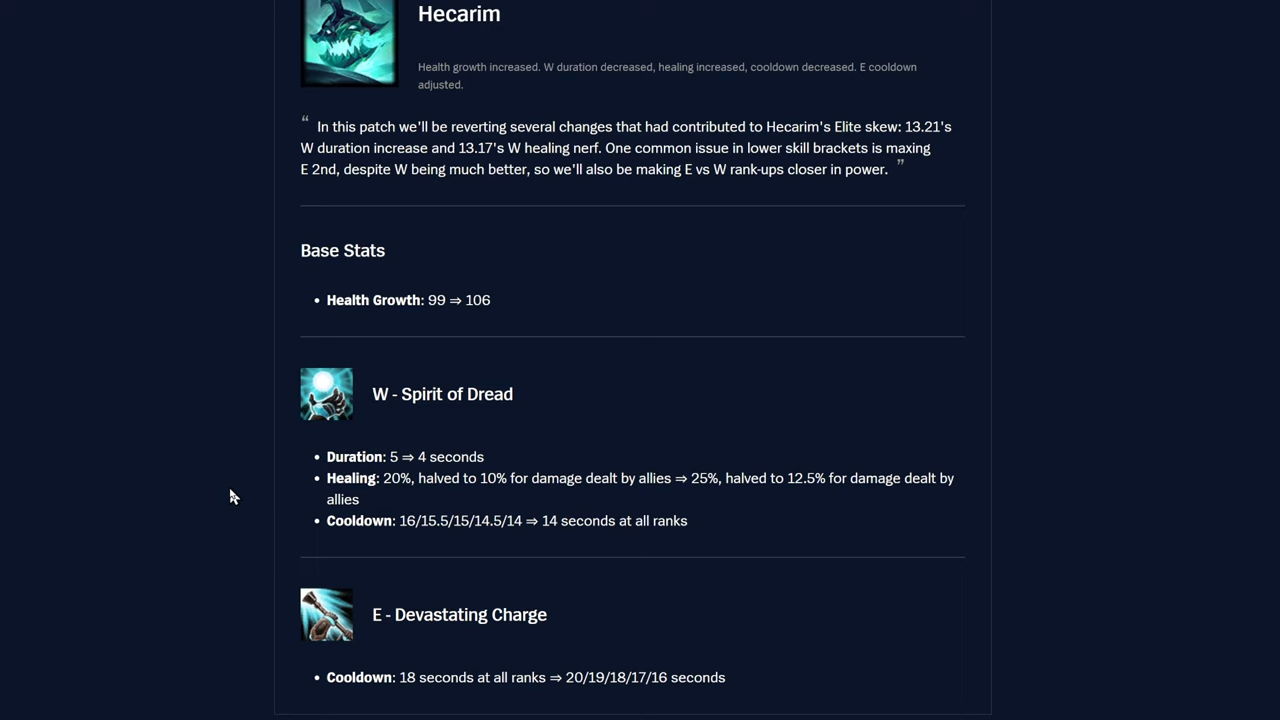 Hecarim
Health growth increased. W duration decreased, healing increased, cooldown decreased. E cooldown
adjusted.
“ In this patch we'll be reverting several changes that had contributed to Hecarim's Elite skew: 13.21's
W duration increase and 13.17's W healing nerf. One common issue in lower skill brackets is maxing
E 2nd, despite W being much better, so we'll also be making E vs W rank-ups closer in power. ”
Base Stats
• Health Growth: 99 ⇒ 106
W - Spirit of Dread
• Duration: 5 ⇒ 4 seconds
• Healing: 20%, halved to 10% for damage dealt by allies ⇒ 25%, halved to 12.5% for damage dealt by
allies
• Cooldown: 16/15.5/15/14.5/14 ⇒ 14 seconds at all ranks
E - Devastating Charge
• Cooldown: 18 seconds at all ranks ⇒ 20/19/18/17/16 seconds